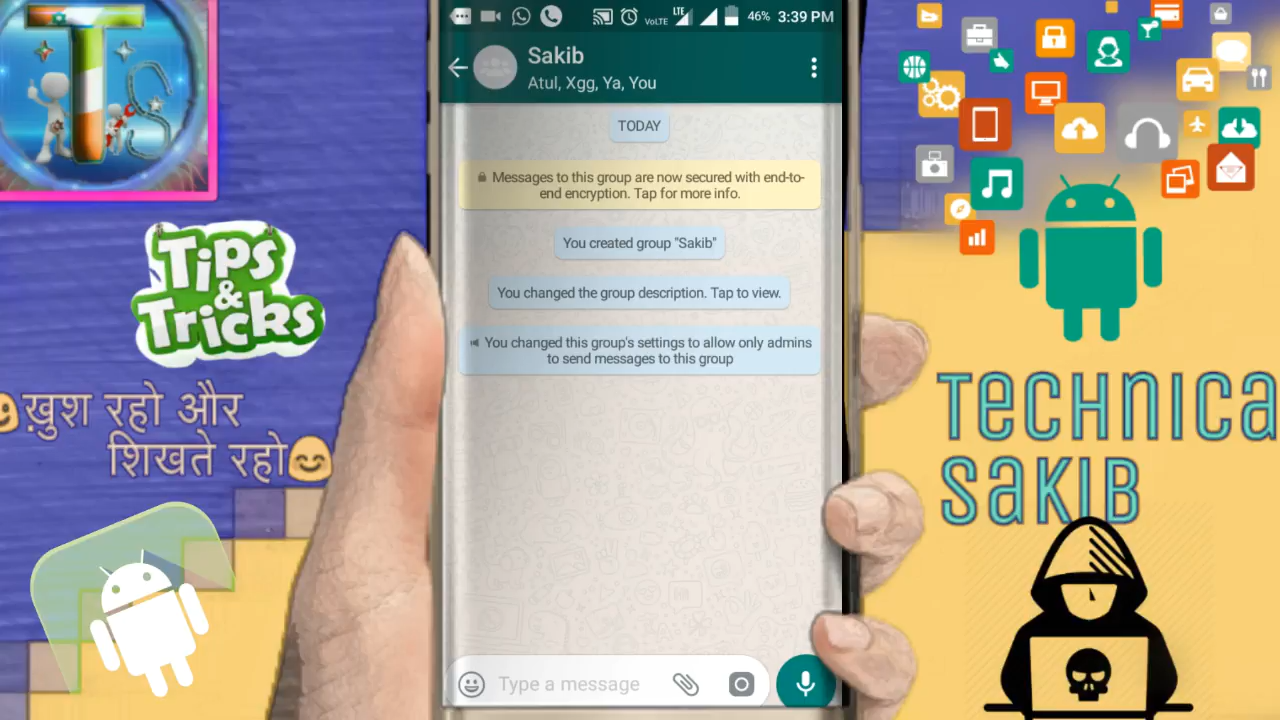 VoLTE LTE 46% 3:39 PM
Sakib
Atul, Xgg, Ya, You
TODAY
Messages to this group are now secured with end-to-
end encryption. Tap for more info.
You created group "Sakib"
You changed the group description. Tap to view.
You changed this group's settings to allow only admins
to send messages to this group
Type a message
TS
Tips
&
Tricks
ख़ुश रहो और
शिखते रहो
TECHNICA
SAKIB